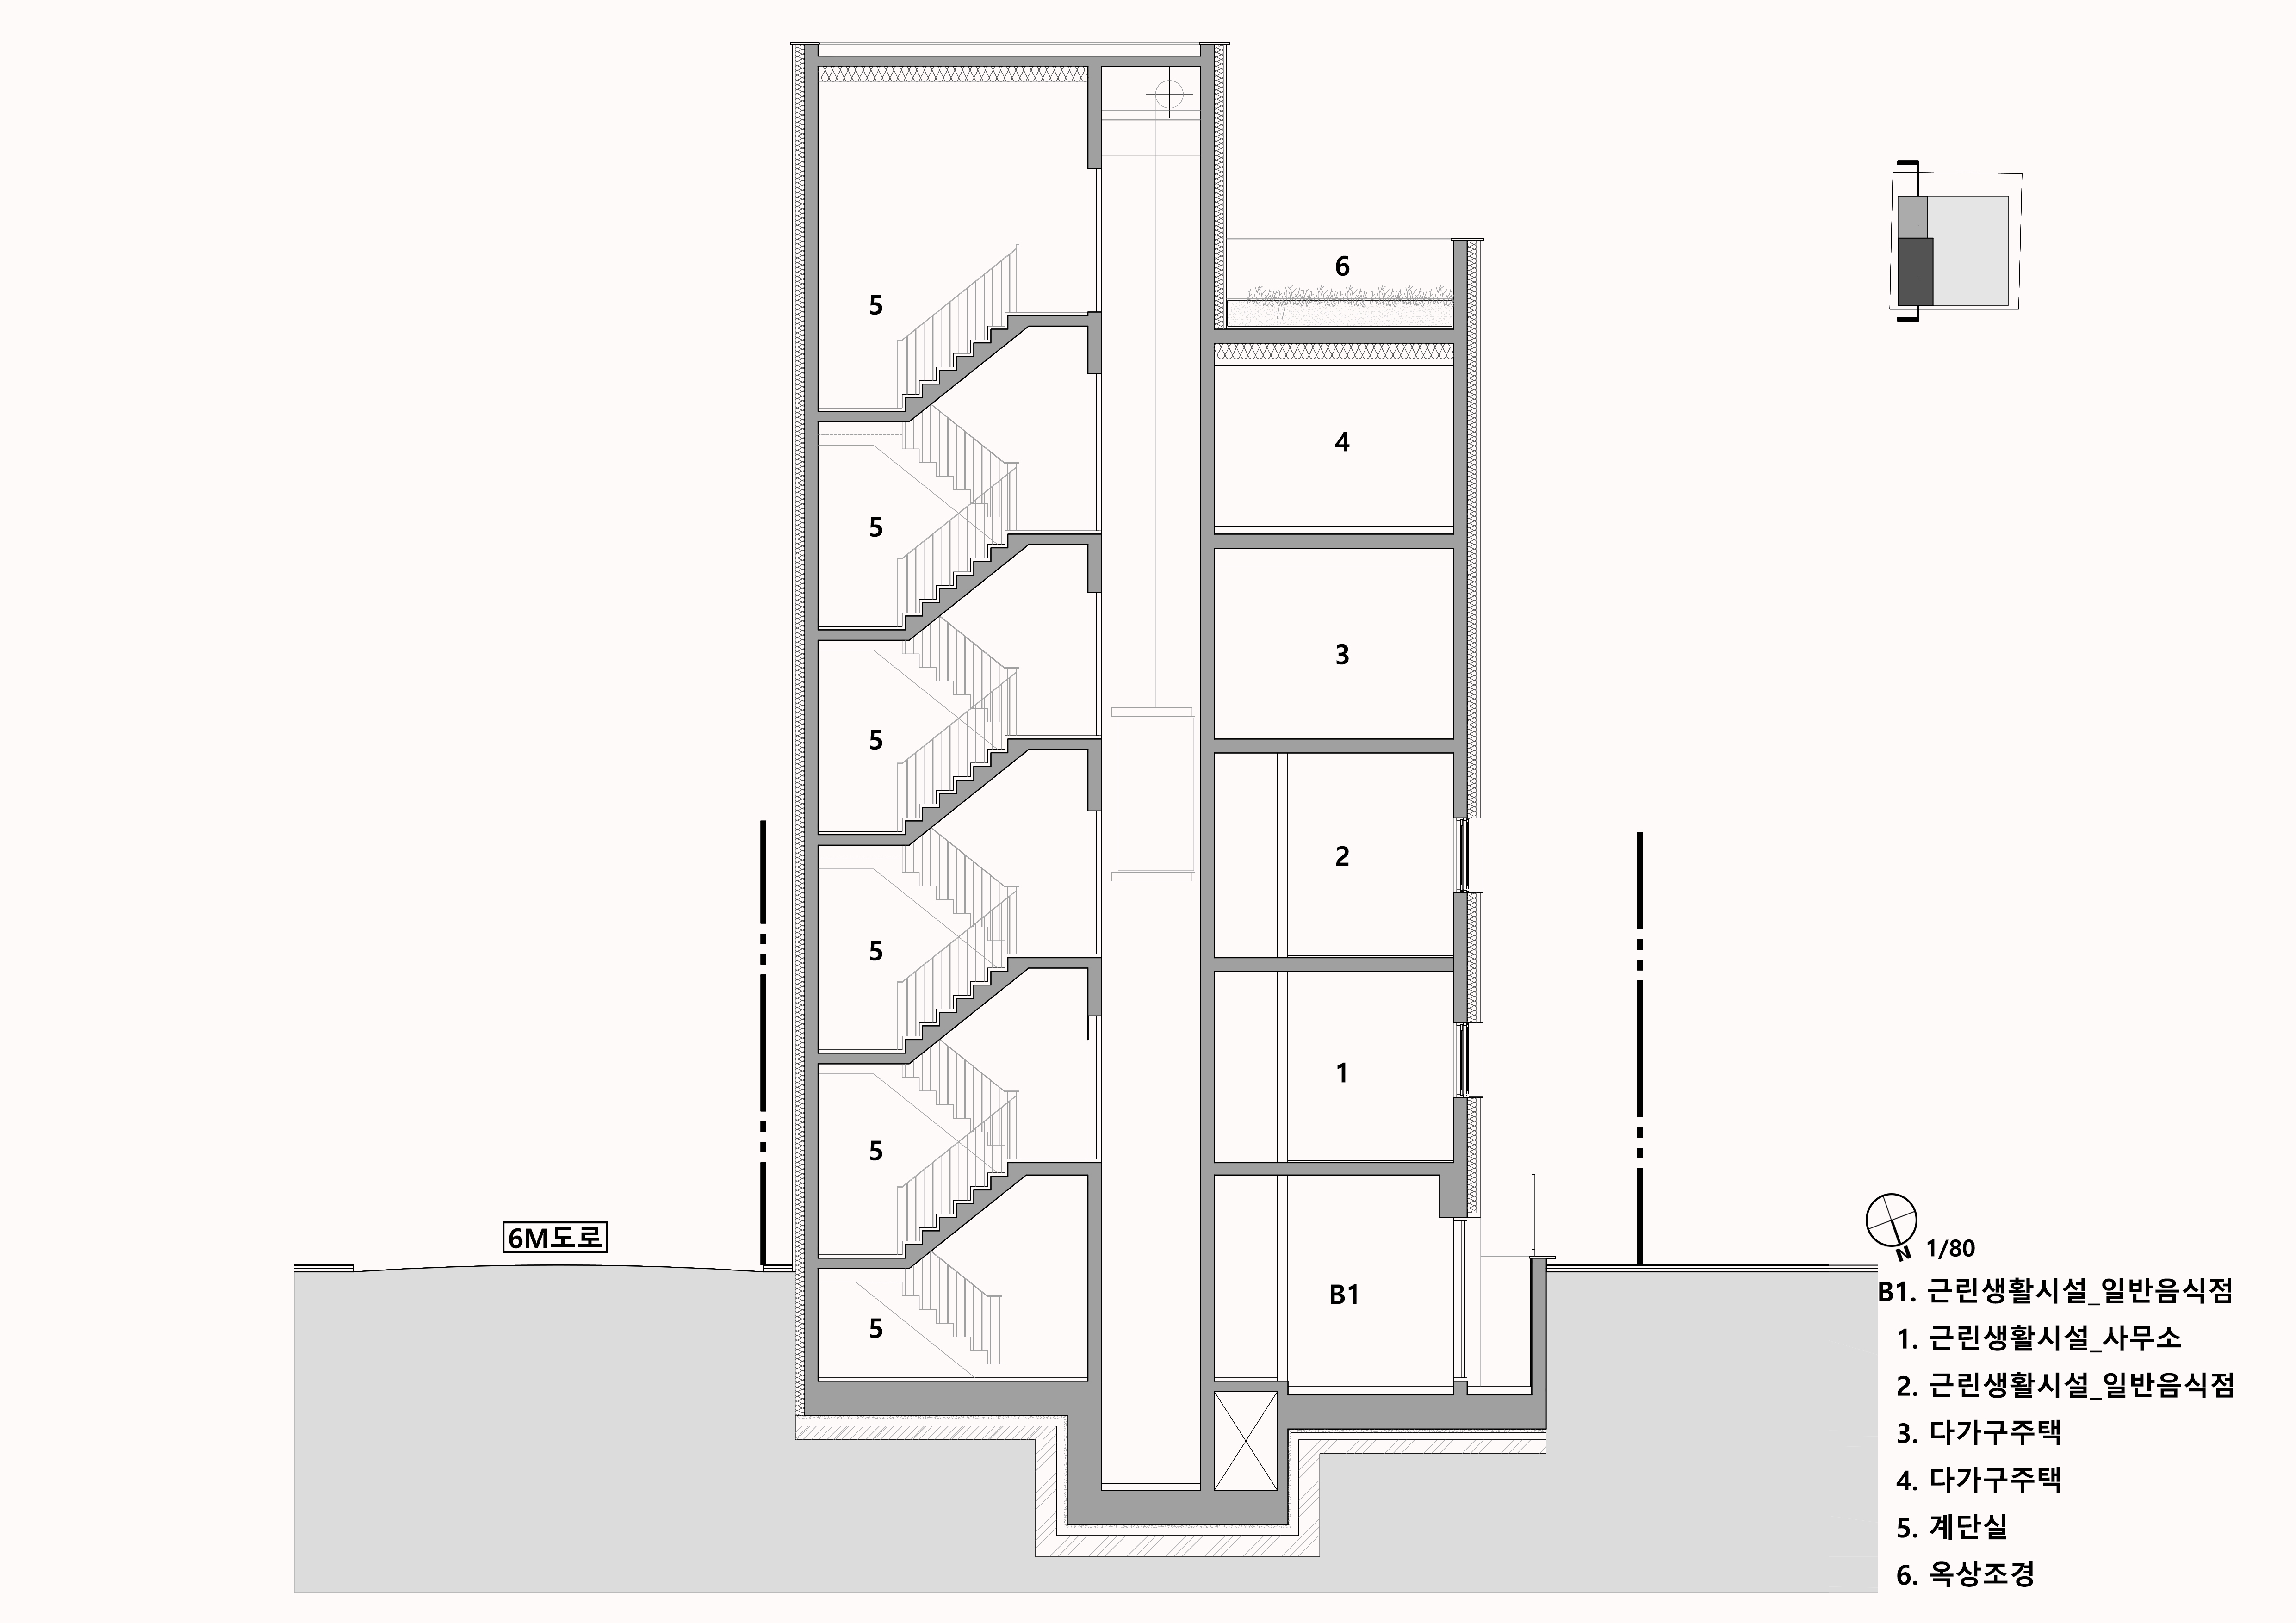 6
5
4
5
3
5
2
5
1
5
6M도로
B1
5
N
1/80
B1. 근린생활시설_일반음식점
1. 근린생활시설_사무소
2. 근린생활시설_일반음식점
3. 다가구주택
4. 다가구주택
5. 계단실
6. 옥상조경